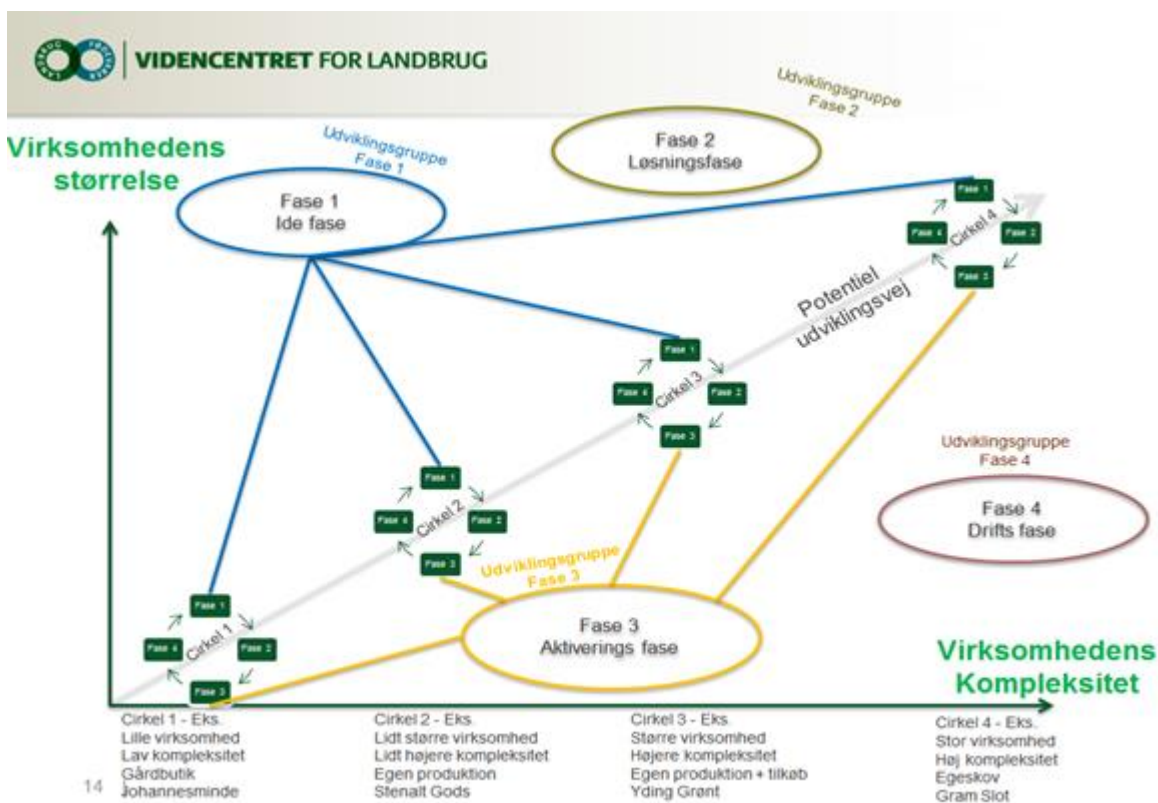 VIDENCENTRET FOR LANDBRUG
Virksomhedens
størrelse
Udviklingsgruppe
Fase 1
Fase 1
Ide fase
Udviklingsgruppe
Fase 2
Fase 2
Løsningsfase
Fase 1
Fase 4
Cirkel 4
Fase 2
Fase 3
Potentiel
udviklingsvej
Fase 1
Fase 4
Cirkel 3
Fase 2
Fase 3
Udviklingsgruppe
Fase 4
Fase 4
Drifts fase
Fase 1
Fase 4
Cirkel 2
Fase 2
Fase 3
Udviklingsgruppe
Fase 3
Fase 3
Aktiverings fase
Fase 1
Fase 4
Cirkel 1
Fase 2
Fase 3
Virksomhedens
Kompleksitet
Cirkel 1 - Eks.
Lille virksomhed
Lav kompleksitet
Gårdbutik
Johannesminde
Cirkel 2 - Eks.
Lidt større virksomhed
Lidt højere kompleksitet
Egen produktion
Stenalt Gods
Cirkel 3 - Eks.
Større virksomhed
Højere kompleksitet
Egen produktion + tilkøb
Yding Grønt
Cirkel 4 - Eks.
Stor virksomhed
Høj kompleksitet
Egeskov
Gram Slot
14